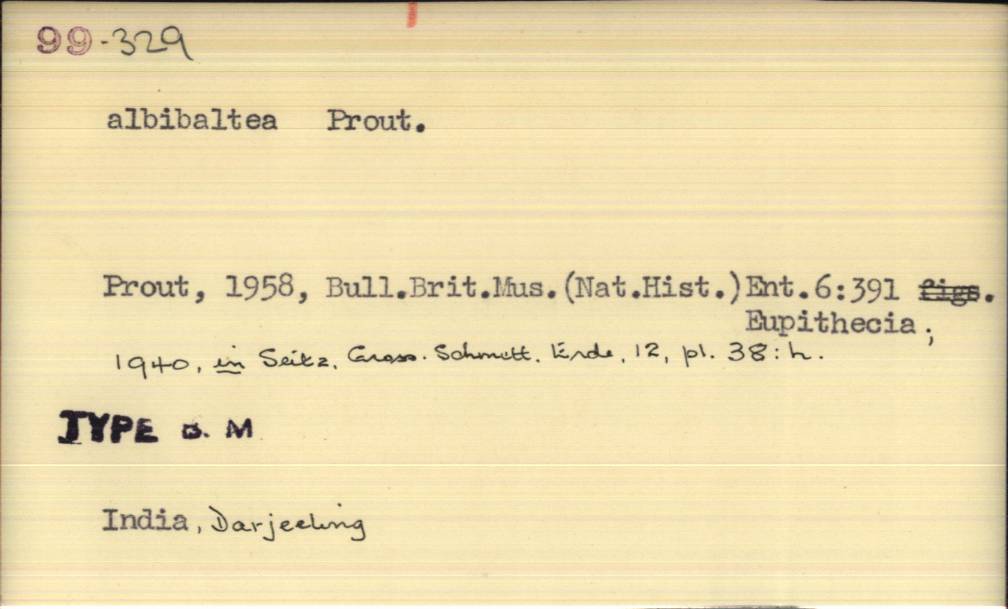 99-329
albibaltea Prout.
Prout, 1958, Bull.Brit.Mus.(Nat.Hist.)Ent.6:391 figs.
Eupithecia;
1940, in Seitz, Gross. Schmett. Erde, 12, pl. 38:h.
TYPE B. M
India, Darjeeling